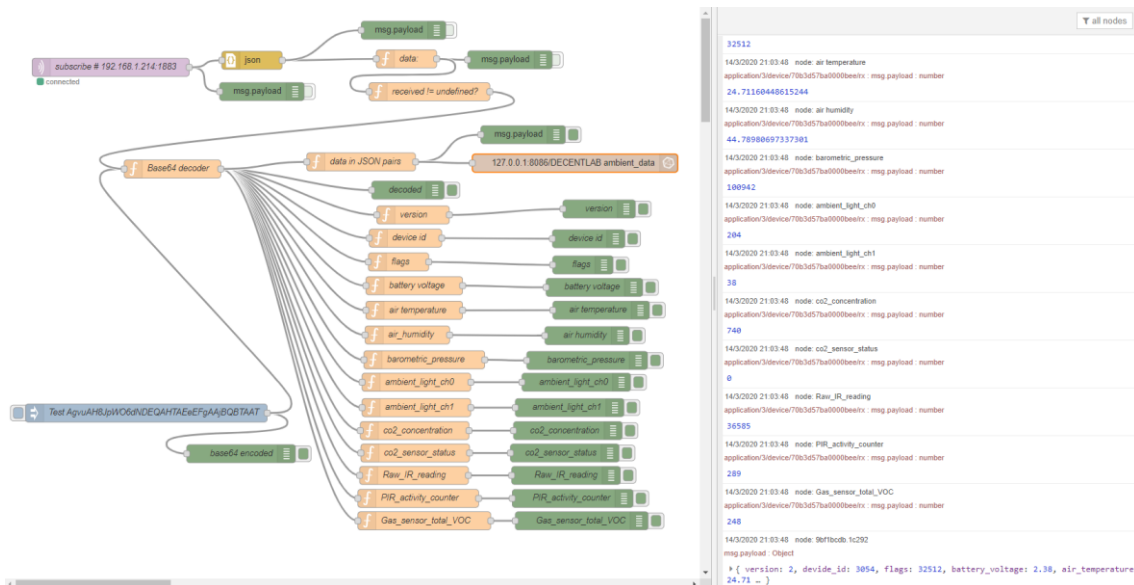 msg.payload
subscribe # 192.168.1.214:1883
connected
json
data:
msg.payload
msg.payload
received != undefined?
msg.payload
Base64 decoder
data in JSON pairs
127.0.0.1:8086/DECENTLAB ambient_data
decoded
version
version
device id
device id
flags
flags
battery voltage
battery voltage
air temperature
air temperature
air_humidity
air humidity
barometric_pressure
barometric_pressure
ambient_light_ch0
ambient_light_ch0
Test AgvuAH8JpWO6dNDEQAHTAEeEFgAAjBQBTAAT
ambient_light_ch1
ambient_light_ch1
co2_concentration
co2_concentration
base64 encoded
co2_sensor_status
co2_sensor_status
Raw_IR_reading
Raw_IR_reading
PIR_activity_counter
PIR_activity_counter
Gas_sensor_total_VOC
Gas_sensor_total_VOC
all nodes
32512
14/3/2020 21:03:48 node: air temperature
application/3/device/70b3d57ba0000bee/rx : msg.payload : number
24.71160448615244
14/3/2020 21:03:48 node: air humidity
application/3/device/70b3d57ba0000bee/rx : msg.payload : number
44.78980697337301
14/3/2020 21:03:48 node: barometric_pressure
application/3/device/70b3d57ba0000bee/rx : msg.payload : number
100942
14/3/2020 21:03:48 node: ambient_light_ch0
application/3/device/70b3d57ba0000bee/rx : msg.payload : number
204
14/3/2020 21:03:48 node: ambient_light_ch1
application/3/device/70b3d57ba0000bee/rx : msg.payload : number
38
14/3/2020 21:03:48 node: co2_concentration
application/3/device/70b3d57ba0000bee/rx : msg.payload : number
740
14/3/2020 21:03:48 node: co2_sensor_status
application/3/device/70b3d57ba0000bee/rx : msg.payload : number
0
14/3/2020 21:03:48 node: Raw_IR_reading
application/3/device/70b3d57ba0000bee/rx : msg.payload : number
36585
14/3/2020 21:03:48 node: PIR_activity_counter
application/3/device/70b3d57ba0000bee/rx : msg.payload : number
289
14/3/2020 21:03:48 node: Gas_sensor_total_VOC
application/3/device/70b3d57ba0000bee/rx : msg.payload : number
248
14/3/2020 21:03:48 node: 9bf1bcdb.1c292
msg.payload : Object
{ version: 2, devide_id: 3054, flags: 32512, battery_voltage: 2.38, air_temperature
24.71 … }